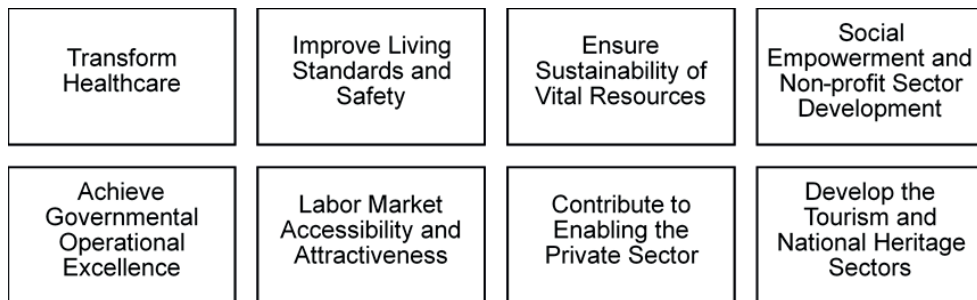 Transform
Healthcare
Improve Living
Standards and
Safety
Ensure
Sustainability of
Vital Resources
Social
Empowerment and
Non-profit Sector
Development
Achieve
Governmental
Operational
Excellence
Labor Market
Accessibility and
Attractiveness
Contribute to
Enabling the
Private Sector
Develop the
Tourism and
National Heritage
Sectors